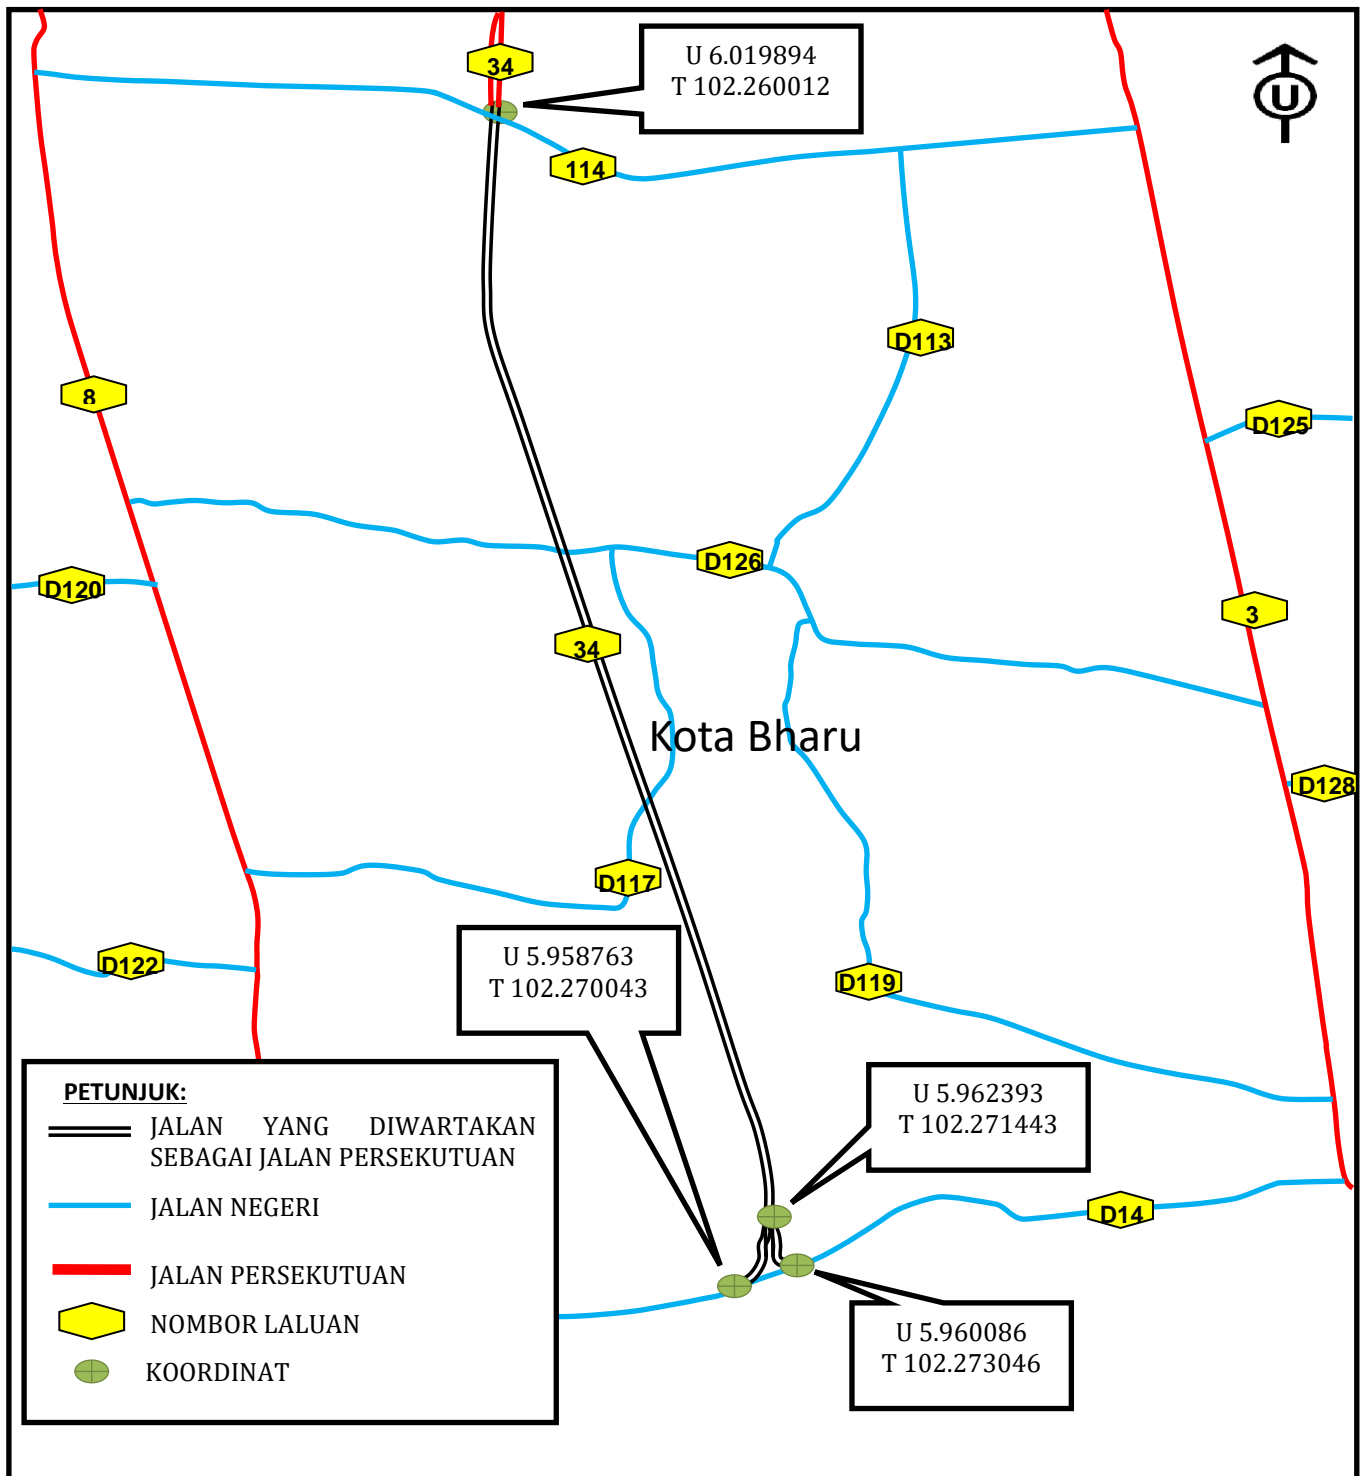 34
U 6.019894
T 102.260012
U
114
D113
8
D125
D126
D120
3
34
Kota Bharu
D128
D117
D122
U 5.958763
T 102.270043
D119
U 5.962393
T 102.271443
D14
U 5.960086
T 102.273046
PETUNJUK:
JALAN YANG DIWARTAKAN
SEBAGAI JALAN PERSEKUTUAN
JALAN NEGERI
JALAN PERSEKUTUAN
NOMBOR LALUAN
KOORDINAT